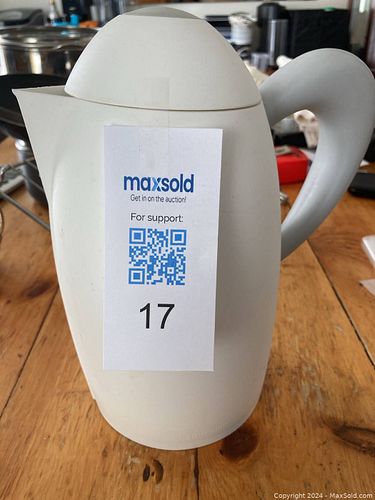 maxsold
Get in on the auction!
For support:
17
Copyright 2024 - MaxSold.com